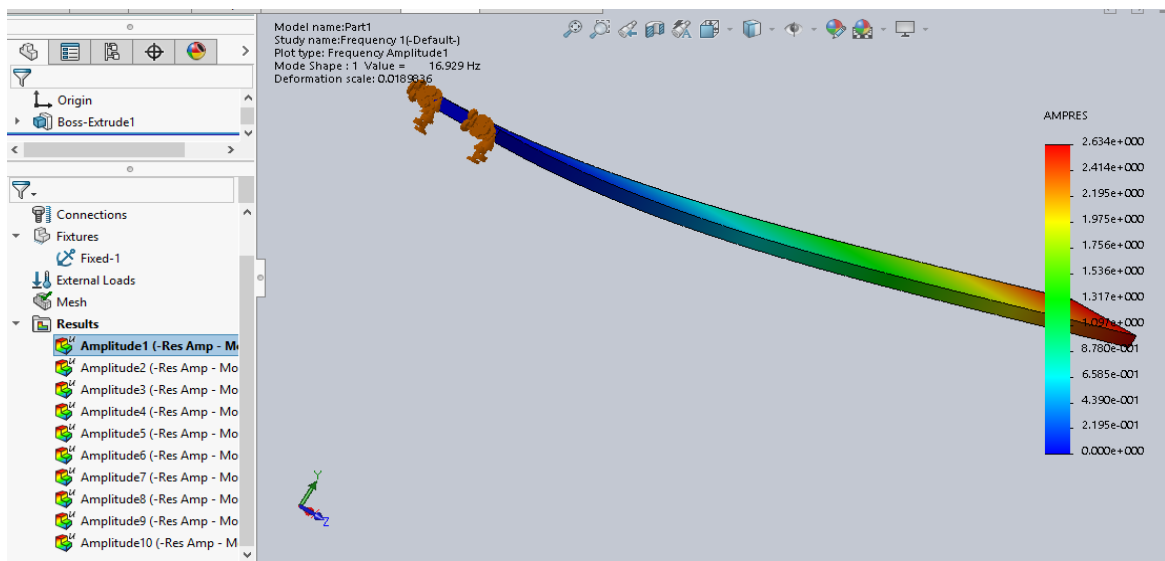 Model name:Part1
Study name:Frequency 1(-Default-)
Plot type: Frequency Amplitude1
Mode Shape : 1 Value = 16.929 Hz
Deformation scale: 0.0189836
Origin
Boss-Extrude1
Connections
Fixtures
Fixed-1
External Loads
Mesh
Results
Amplitude1 (-Res Amp - Mo
Amplitude2 (-Res Amp - Mo
Amplitude3 (-Res Amp - Mo
Amplitude4 (-Res Amp - Mo
Amplitude5 (-Res Amp - Mo
Amplitude6 (-Res Amp - Mo
Amplitude7 (-Res Amp - Mo
Amplitude8 (-Res Amp - Mo
Amplitude9 (-Res Amp - Mo
Amplitude10 (-Res Amp - M
AMPRES
2.634e+000
2.414e+000
2.195e+000
1.975e+000
1.756e+000
1.536e+000
1.317e+000
1.097e+000
8.780e-001
6.585e-001
4.390e-001
2.195e-001
0.000e+000
Y
Z